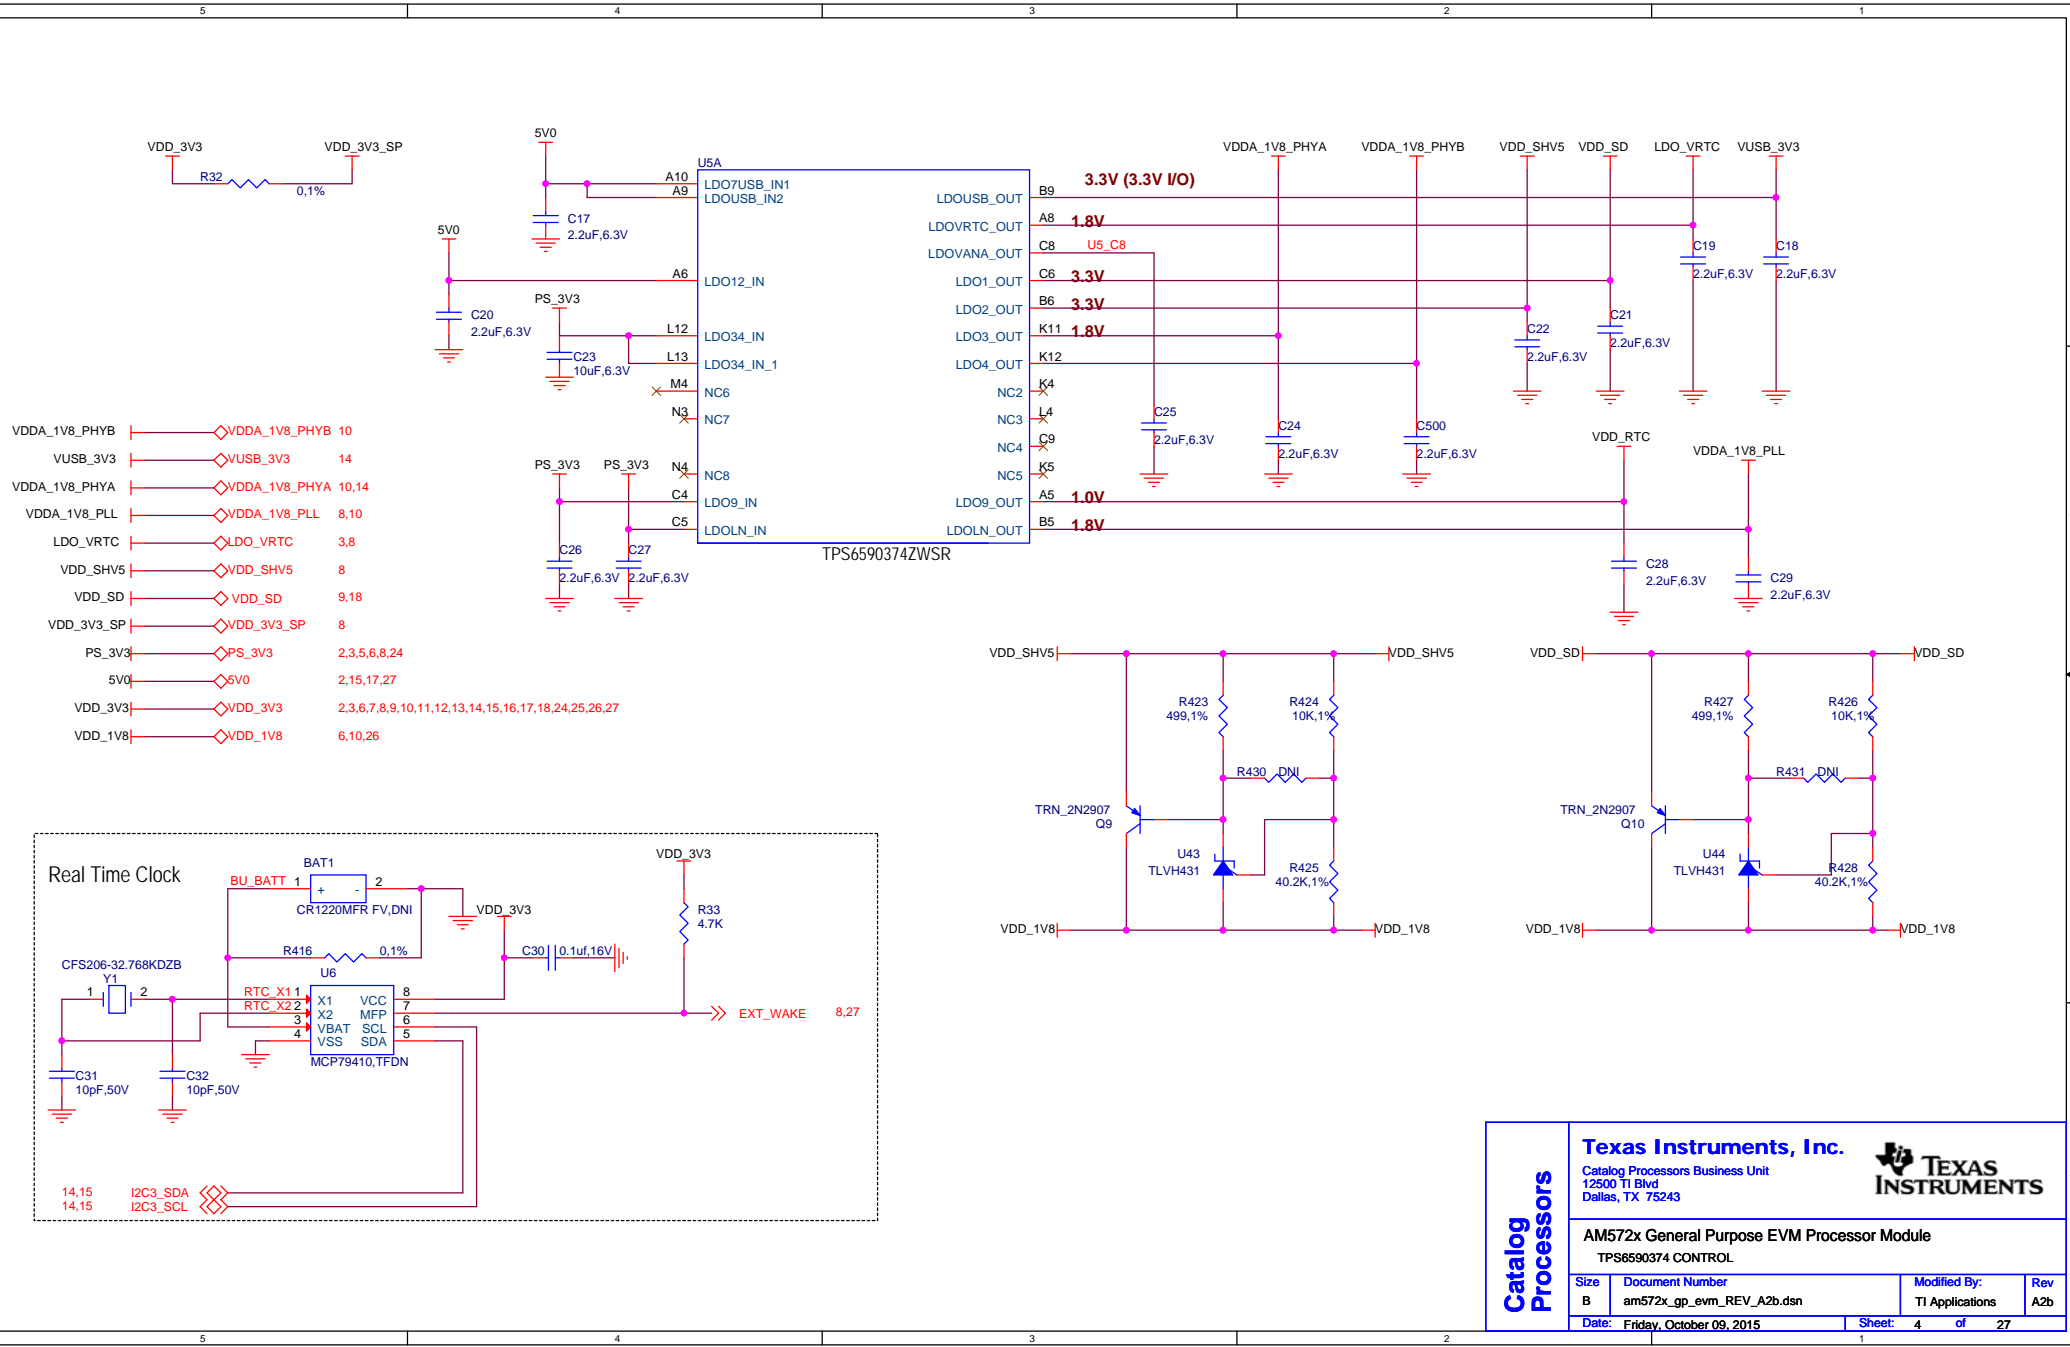 5 4 3 2 1
VDD_3V3
VDD_3V3_SP
R32
0,1%
5V0
C17
2.2uF,6.3V
5V0
C20
2.2uF,6.3V
PS_3V3
C23
10uF,6.3V
PS_3V3 PS_3V3
C26
2.2uF,6.3V
C27
2.2uF,6.3V
U5A
A10 LDO7USB_IN1
A9 LDOUSB_IN2
A6 LDO12_IN
L12 LDO34_IN
L13 LDO34_IN_1
M4 NC6
N3 NC7
N4 NC8
C4 LDO9_IN
C5 LDOLN_IN
LDOUSB_OUT B9 3.3V (3.3V I/O)
LDOVRTC_OUT A8 1.8V
LDOVANA_OUT C8 U5_C8
LDO1_OUT C6 3.3V
LDO2_OUT B6 3.3V
LDO3_OUT K11 1.8V
LDO4_OUT K12
NC2 K4
NC3 L4
NC4 C9
NC5 K5
LDO9_OUT A5 1.0V
LDOLN_OUT B5 1.8V
TPS6590374ZWSR
VDDA_1V8_PHYA VDDA_1V8_PHYB VDD_SHV5 VDD_SD LDO_VRTC VUSB_3V3
C19
2.2uF,6.3V
C18
2.2uF,6.3V
C22
2.2uF,6.3V
C21
2.2uF,6.3V
C25
2.2uF,6.3V
C24
2.2uF,6.3V
C500
2.2uF,6.3V
VDD_RTC
VDDA_1V8_PLL
C28
2.2uF,6.3V
C29
2.2uF,6.3V
VDDA_1V8_PHYB VDDA_1V8_PHYB 10
VUSB_3V3 VUSB_3V3 14
VDDA_1V8_PHYA VDDA_1V8_PHYA 10,14
VDDA_1V8_PLL VDDA_1V8_PLL 8,10
LDO_VRTC LDO_VRTC 3,8
VDD_SHV5 VDD_SHV5 8
VDD_SD VDD_SD 9,18
VDD_3V3_SP VDD_3V3_SP 8
PS_3V3 PS_3V3 2,3,5,6,8,24
5V0 5V0 2,15,17,27
VDD_3V3 VDD_3V3 2,3,6,7,8,9,10,11,12,13,14,15,16,17,18,24,25,26,27
VDD_1V8 VDD_1V8 6,10,26
VDD_SHV5 VDD_SHV5
R423
499,1%
R424
10K,1%
R430 DNI
TRN_2N2907
Q9
U43
TLVH431
R425
40.2K,1%
VDD_1V8 VDD_1V8
VDD_SD VDD_SD
R427
499,1%
R426
10K,1%
R431 DNI
TRN_2N2907
Q10
U44
TLVH431
R428
40.2K,1%
VDD_1V8 VDD_1V8
Real Time Clock
BAT1
BU_BATT 1 + - 2
CR1220MFR FV,DNI
R416 0,1%
VDD_3V3
C30 0.1uf,16V
VDD_3V3
R33
4.7K
CFS206-32.768KDZB
Y1
1 2
U6
RTC_X1 1 X1 VCC 8
RTC_X2 2 X2 MFP 7
3 VBAT SCL 6
4 VSS SDA 5
MCP79410,TFDN
EXT_WAKE 8,27
C31
10pF,50V
C32
10pF,50V
14,15 I2C3_SDA
14,15 I2C3_SCL
Catalog Processors
Texas Instruments, Inc.
Catalog Processors Business Unit
12500 TI Blvd
Dallas, TX 75243
TEXAS INSTRUMENTS
AM572x General Purpose EVM Processor Module
TPS6590374 CONTROL
Size Document Number Modified By: Rev
B am572x_gp_evm_REV_A2b.dsn TI Applications A2b
Date: Friday, October 09, 2015 Sheet: 4 of 27
5 4 3 2 1